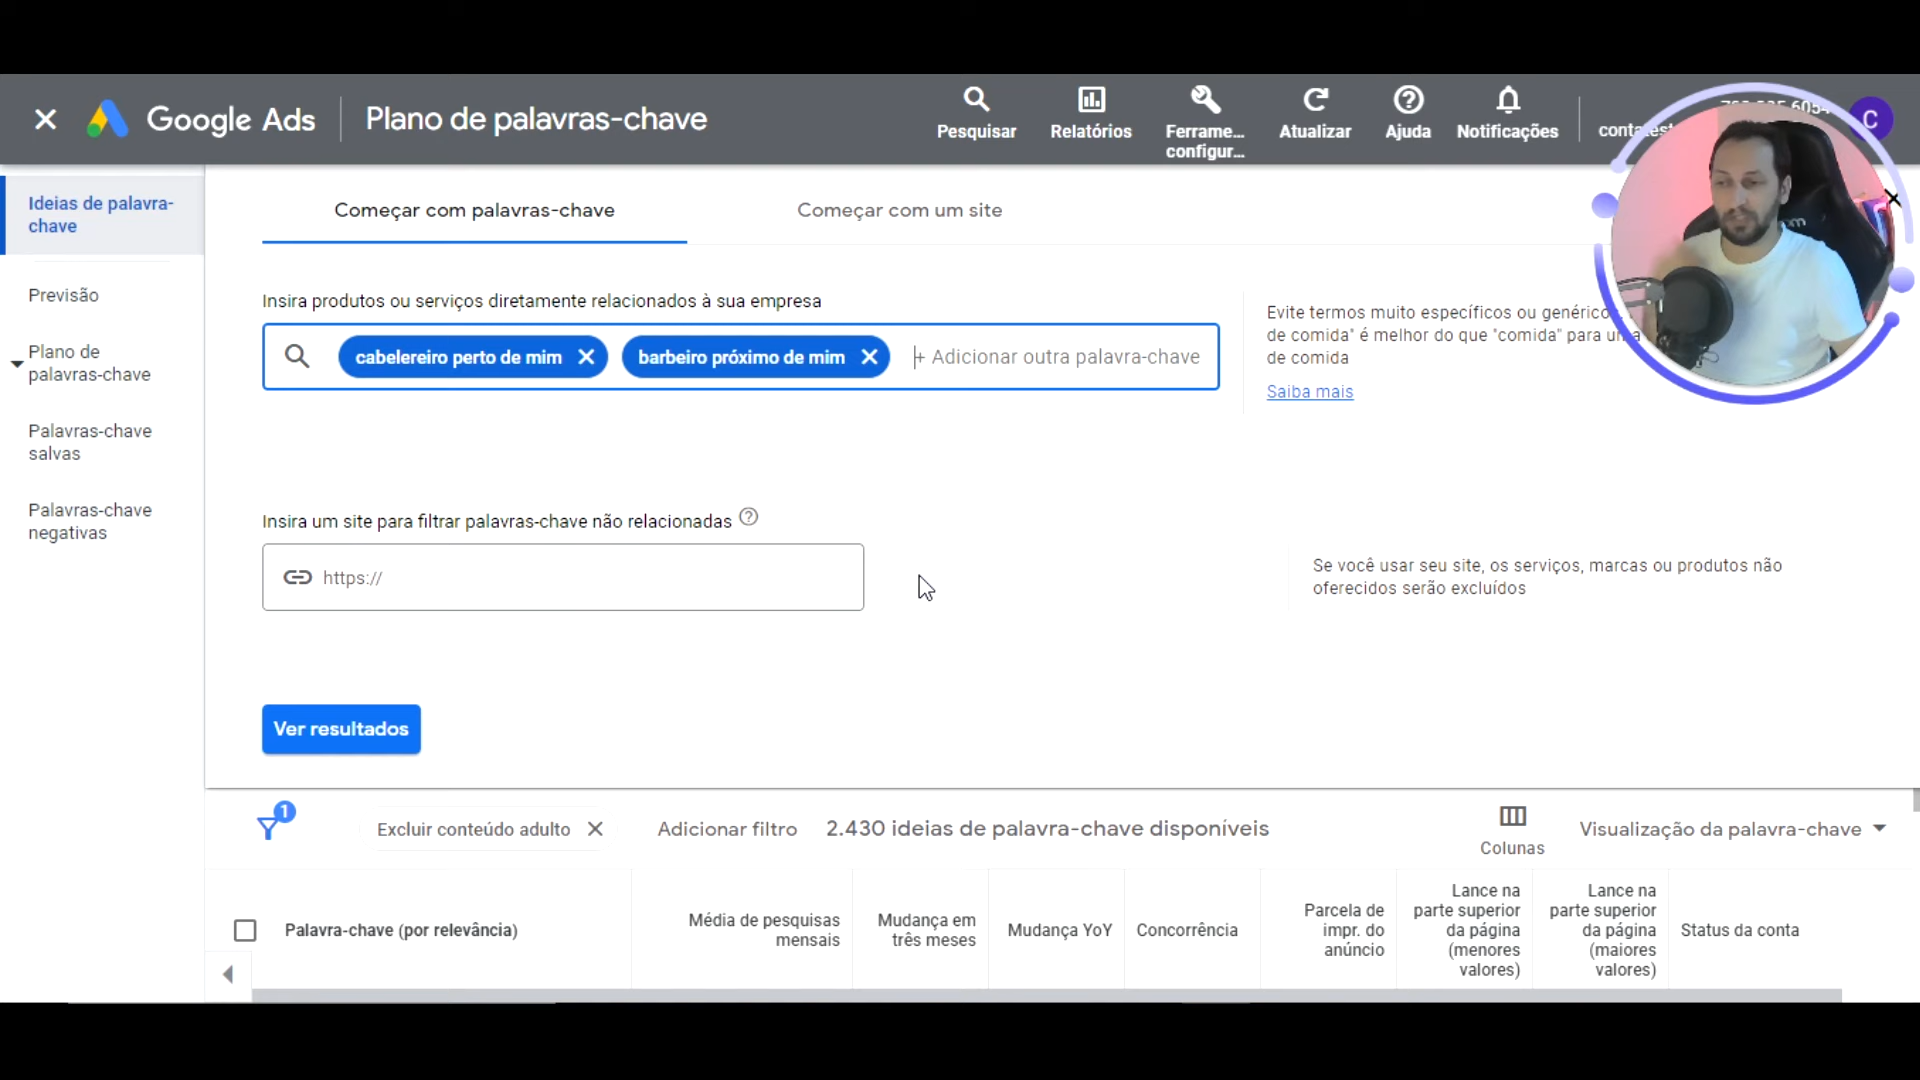 Google Ads
Plano de palavras-chave
Pesquisar
Relatórios
Ferrame...
configur...
Atualizar
Ajuda
Notificações
C
Ideias de palavra-
chave
Previsão
Plano de
palavras-chave
Palavras-chave
salvas
Palavras-chave
negativas
Começar com palavras-chave
Começar com um site
Insira produtos ou serviços diretamente relacionados à sua empresa
cabelereiro perto de mim
barbeiro próximo de mim
+ Adicionar outra palavra-chave
Evite termos muito específicos ou genéricos.
de comida" é melhor do que "comida" para uma
de comida
Saiba mais
Insira um site para filtrar palavras-chave não relacionadas
https://
Se você usar seu site, os serviços, marcas ou produtos não
oferecidos serão excluídos
Ver resultados
1
Excluir conteúdo adulto
Adicionar filtro
2.430 ideias de palavra-chave disponíveis
Colunas
Visualização da palavra-chave
Palavra-chave (por relevância)
Média de pesquisas
mensais
Mudança em
três meses
Mudança YoY
Concorrência
Parcela de
impr. do
anúncio
Lance na
parte superior
da página
(menores
valores)
Lance na
parte superior
da página
(maiores
valores)
Status da conta